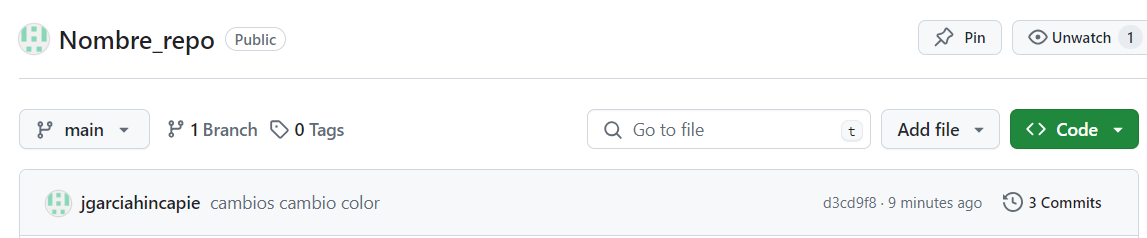 Nombre_repo Public Pin Unwatch 1
main 1 Branch 0 Tags Go to file t Add file Code
jgarciahincapie cambios cambio color d3cd9f8 · 9 minutes ago 3 Commits